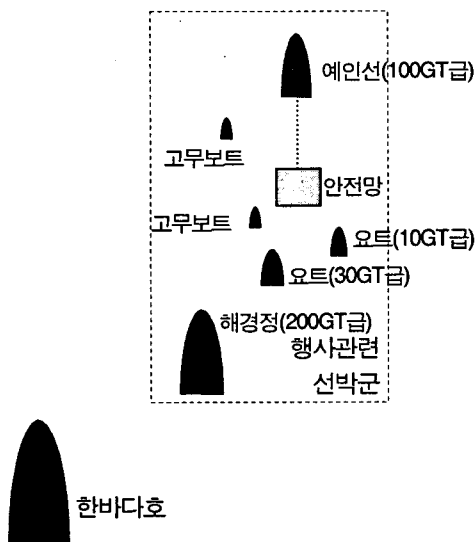 예인선(100GT급)
고무보트
안전망
고무보트
요트(10GT급)
요트(30GT급)
해경정(200GT급)
행사관련
선박군
한바다호